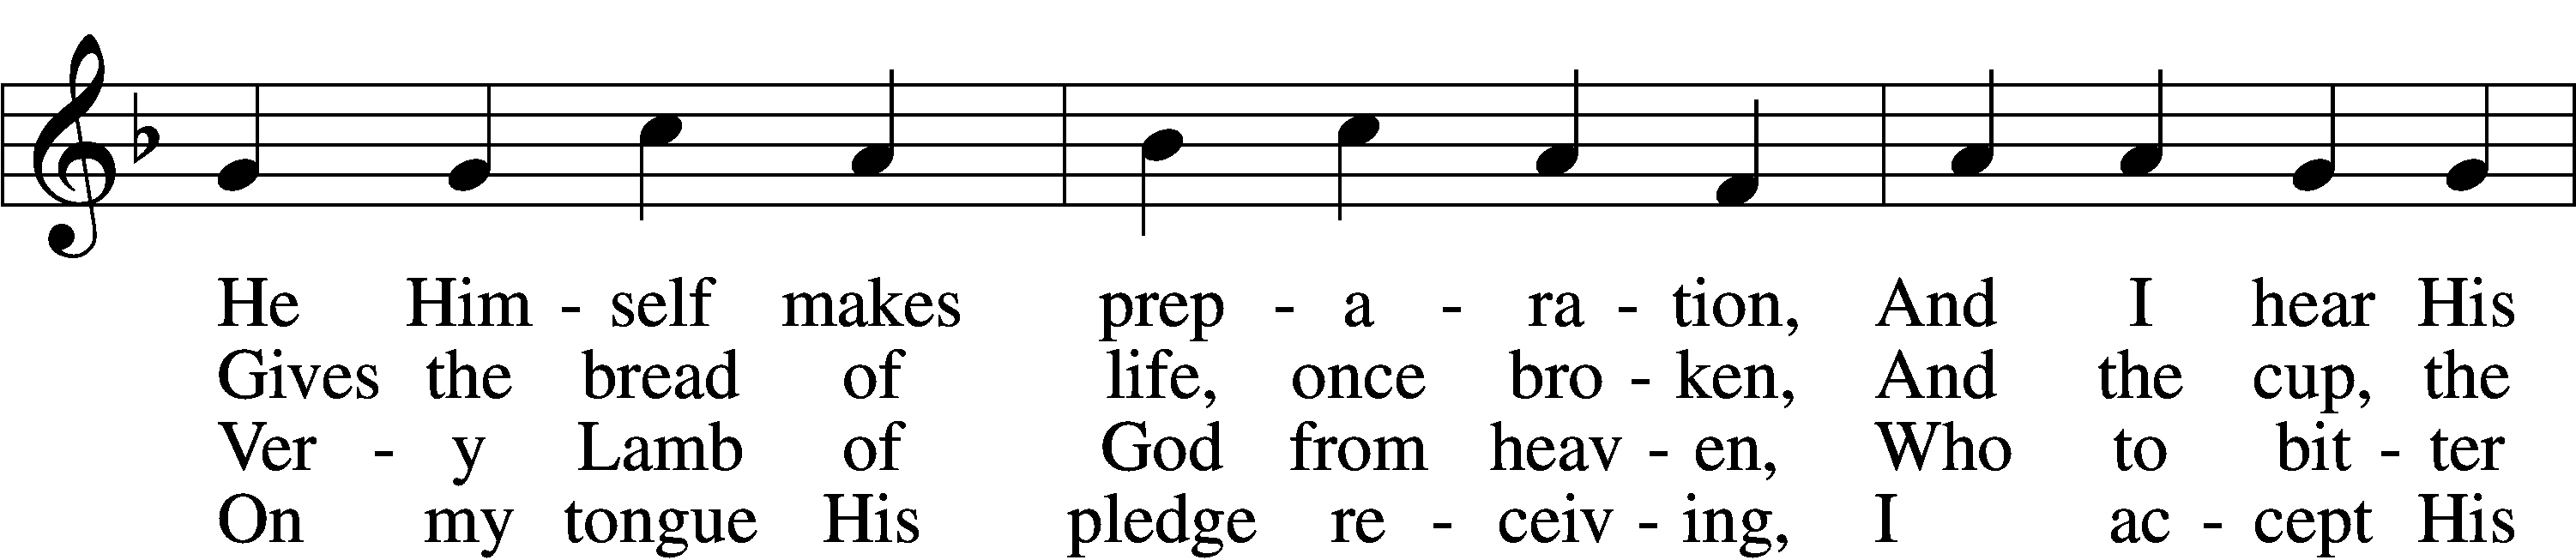 He Him - self makes prep - a - ra - tion, And I hear His
Gives the bread of life, once bro - ken, And the cup, the
Ver - y Lamb of God from heav - en, Who to bit - ter
On my tongue His pledge re - ceiv - ing, I ac - cept His